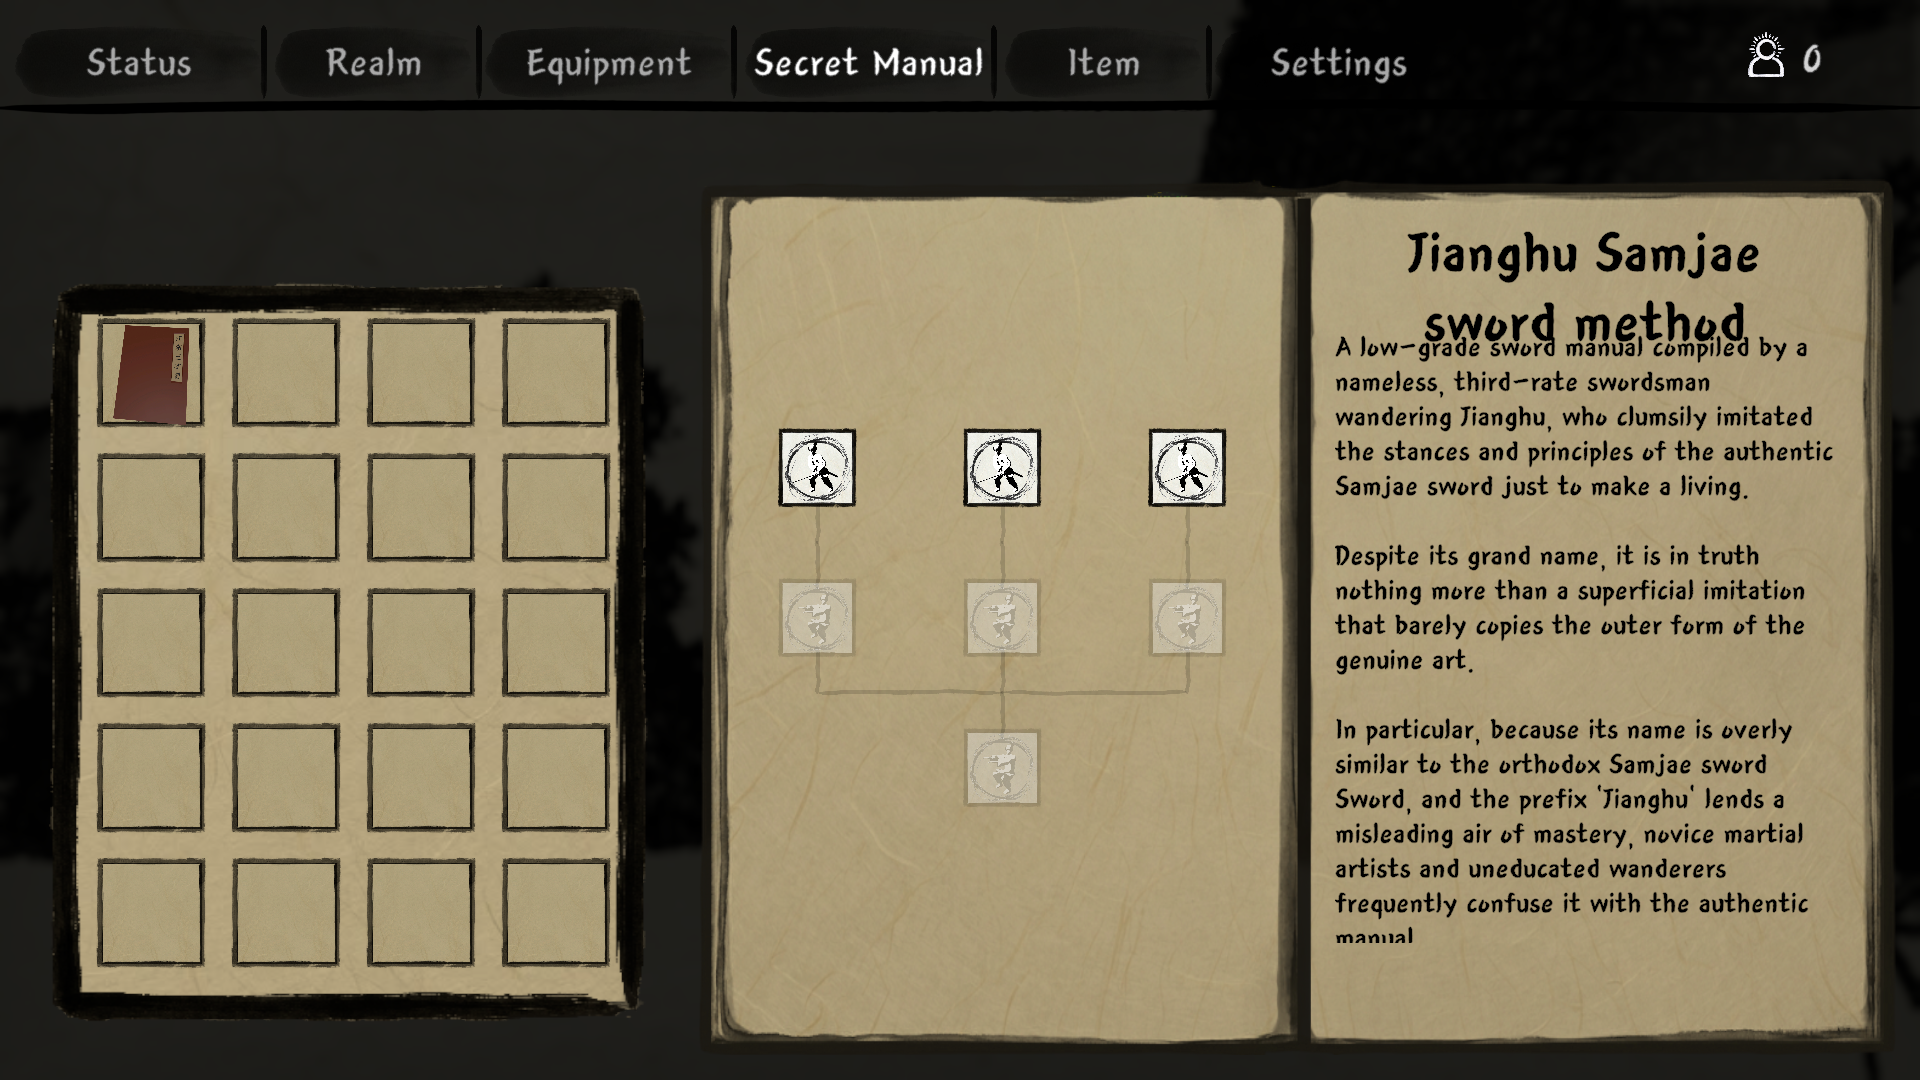 Status
Realm
Equipment
Secret Manual
Item
Settings
0
Jianghu Samjae
sword method
A low-grade sword manual compiled by a
nameless, third-rate swordsman
wandering Jianghu, who clumsily imitated
the stances and principles of the authentic
Samjae sword just to make a living.
Despite its grand name, it is in truth
nothing more than a superficial imitation
that barely copies the outer form of the
genuine art.
In particular, because its name is overly
similar to the orthodox Samjae sword
Sword, and the prefix 'Jianghu' lends a
misleading air of mastery, novice martial
artists and uneducated wanderers
frequently confuse it with the authentic
manual